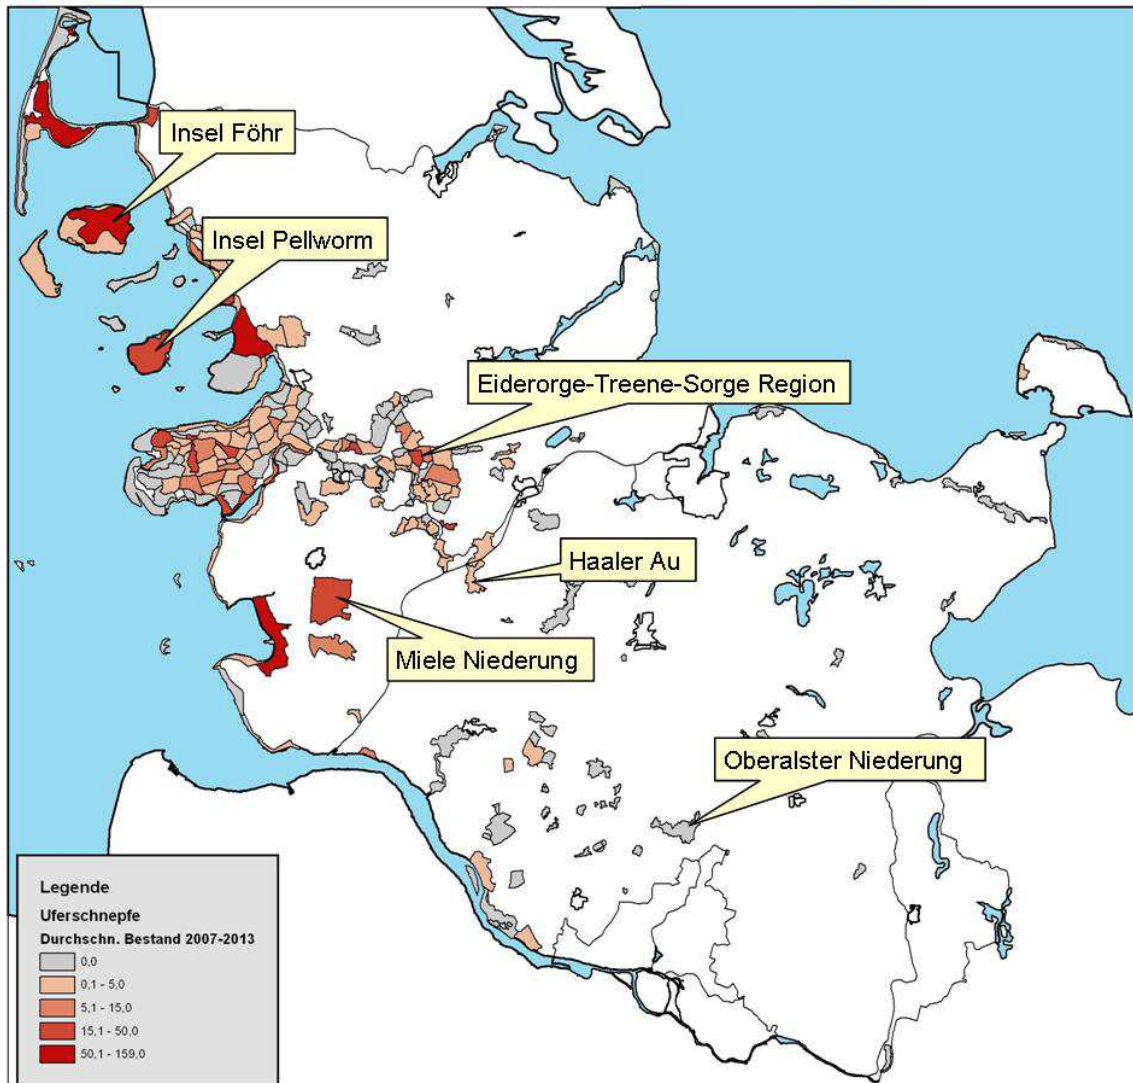 Insel Föhr
Insel Pellworm
Eiderorge-Treene-Sorge Region
Haaler Au
Miele Niederung
Oberalster Niederung
Legende
Uferschnepfe
Durchschn. Bestand 2007-2013
0,0
0,1 - 5,0
5,1 - 15,0
15,1 - 50,0
50,1 - 159,0